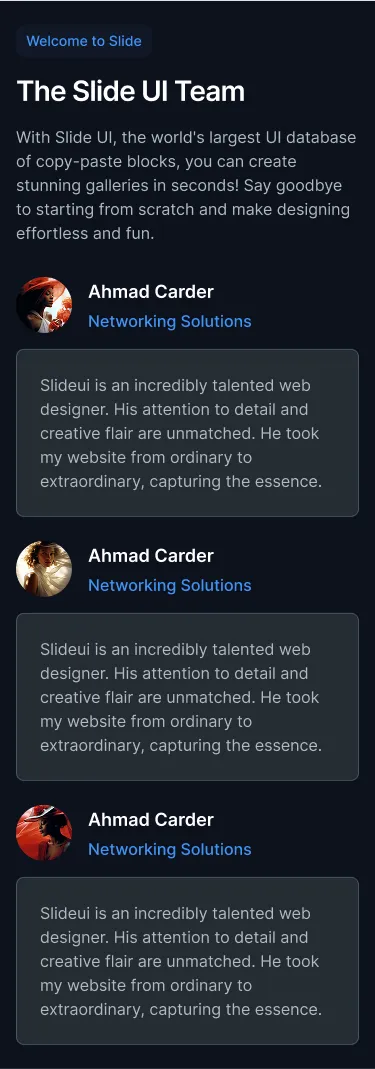 Welcome to Slide
The Slide UI Team
With Slide UI, the world's largest UI database
of copy-paste blocks, you can create
stunning galleries in seconds! Say goodbye
to starting from scratch and make designing
effortless and fun.
Ahmad Carder
Networking Solutions
Slideui is an incredibly talented web
designer. His attention to detail and
creative flair are unmatched. He took
my website from ordinary to
extraordinary, capturing the essence.
Ahmad Carder
Networking Solutions
Slideui is an incredibly talented web
designer. His attention to detail and
creative flair are unmatched. He took
my website from ordinary to
extraordinary, capturing the essence.
Ahmad Carder
Networking Solutions
Slideui is an incredibly talented web
designer. His attention to detail and
creative flair are unmatched. He took
my website from ordinary to
extraordinary, capturing the essence.